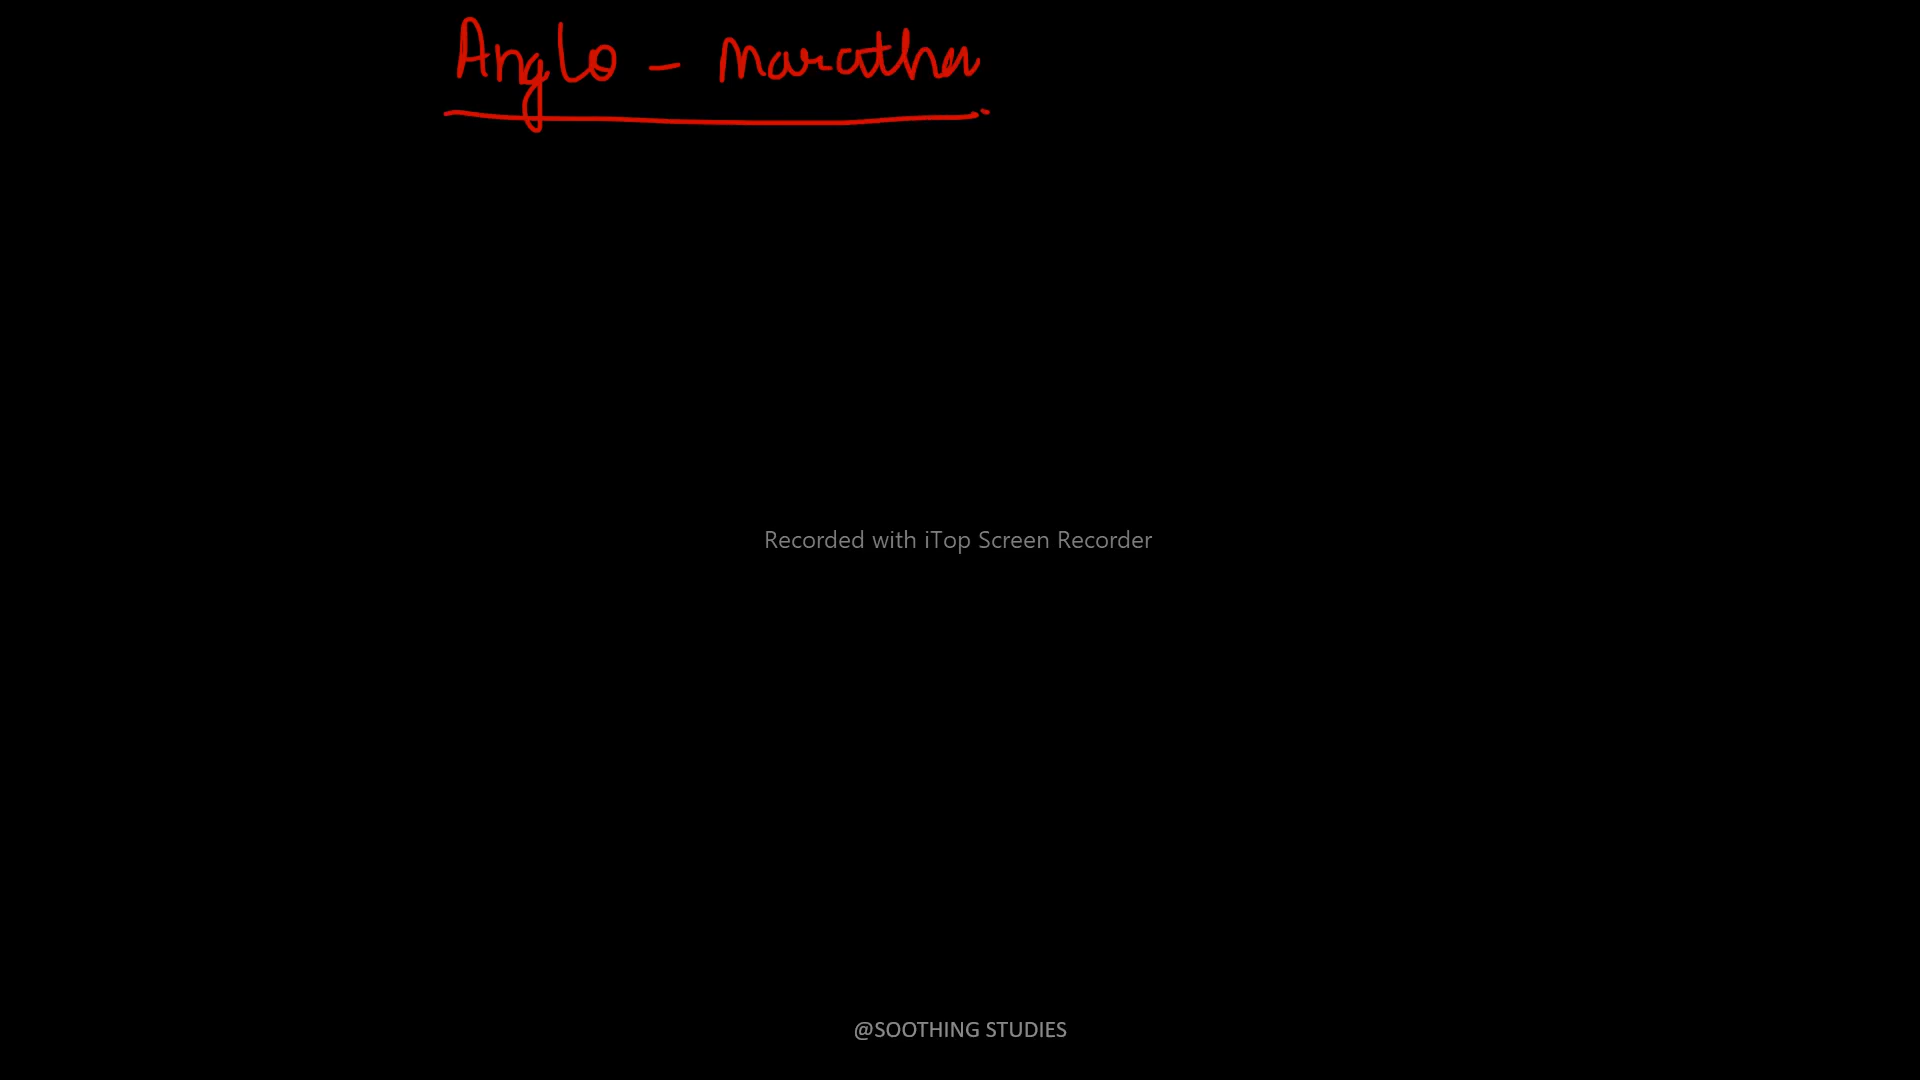 Anglo - Maratha
Recorded with iTop Screen Recorder
@SOOTHING STUDIES